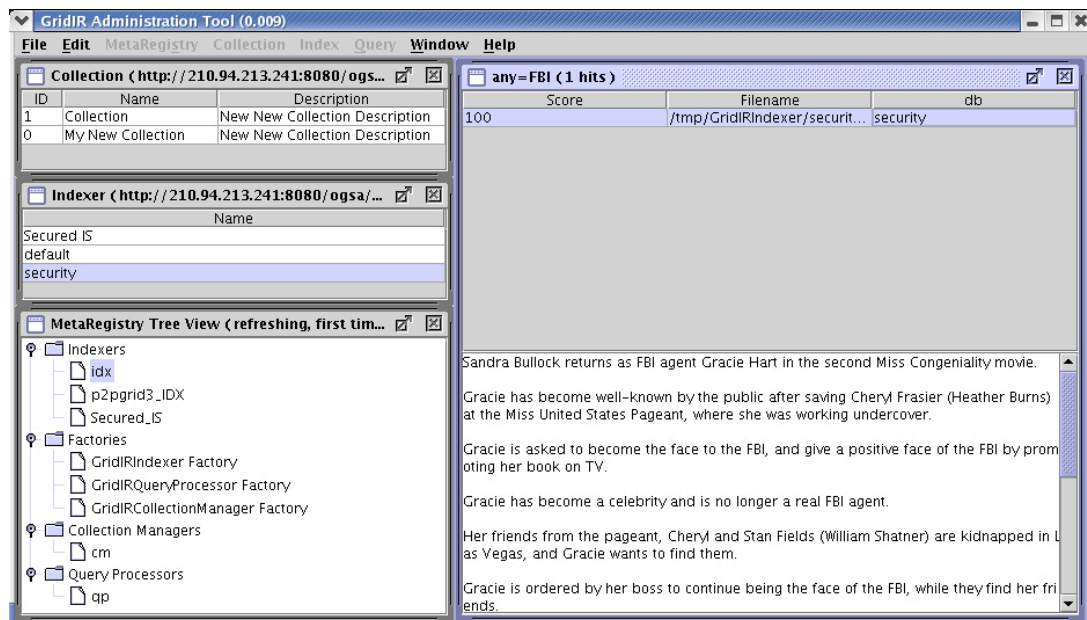 GridIR Administration Tool (0.009)
File Edit MetaRegistry Collection Index Query Window Help
Collection (http://210.94.213.241:8080/ogs...
ID Name Description
1 Collection New New Collection Description
0 My New Collection New New Collection Description
Indexer (http://210.94.213.241:8080/ogsa/...
Name
Secured IS
default
security
MetaRegistry Tree View (refreshing, first tim...
Indexers
idx
p2pgrid3_IDX
Secured_IS
Factories
GridIRIndexer Factory
GridIRQueryProcessor Factory
GridIRCollectionManager Factory
Collection Managers
cm
Query Processors
qp
any=FBI (1 hits)
Score Filename db
100 /tmp/GridIRIndexer/securit... security
Sandra Bullock returns as FBI agent Gracie Hart in the second Miss Congeniality movie.
Gracie has become well-known by the public after saving Cheryl Frasier (Heather Burns)
at the Miss United States Pageant, where she was working undercover.
Gracie is asked to become the face to the FBI, and give a positive face of the FBI by prom
oting her book on TV.
Gracie has become a celebrity and is no longer a real FBI agent.
Her friends from the pageant, Cheryl and Stan Fields (William Shatner) are kidnapped in L
as Vegas, and Gracie wants to find them.
Gracie is ordered by her boss to continue being the face of the FBI, while they find her fri
ends.